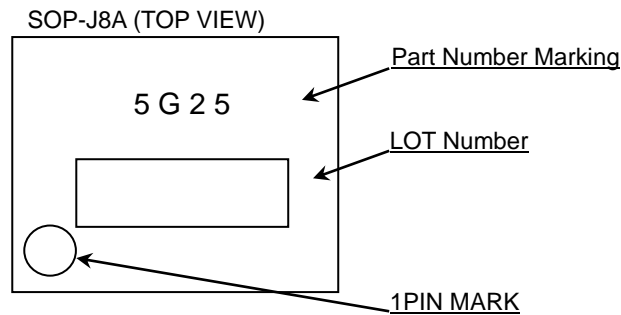 SOP-J8A (TOP VIEW)
Part Number Marking
5 G 2 5
LOT Number
1PIN MARK